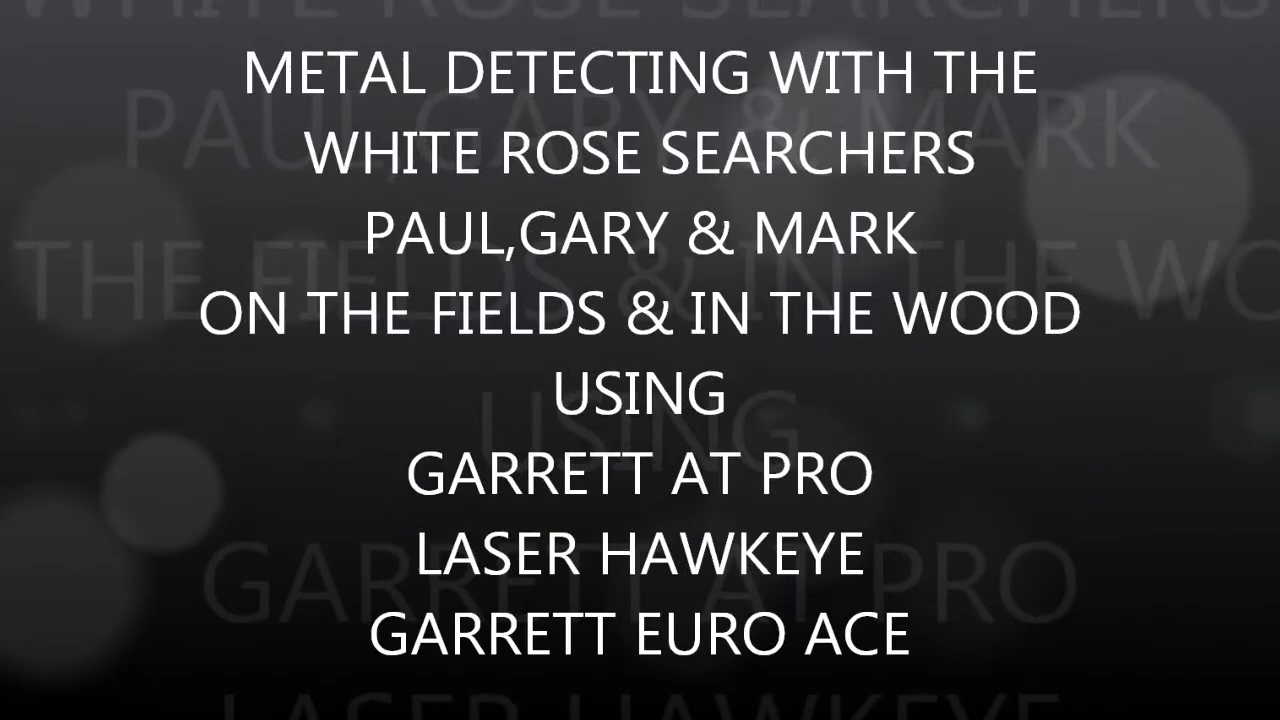 METAL DETECTING WITH THE
WHITE ROSE SEARCHERS
PAUL,GARY & MARK
ON THE FIELDS & IN THE WOOD
USING
GARRETT AT PRO
LASER HAWKEYE
GARRETT EURO ACE